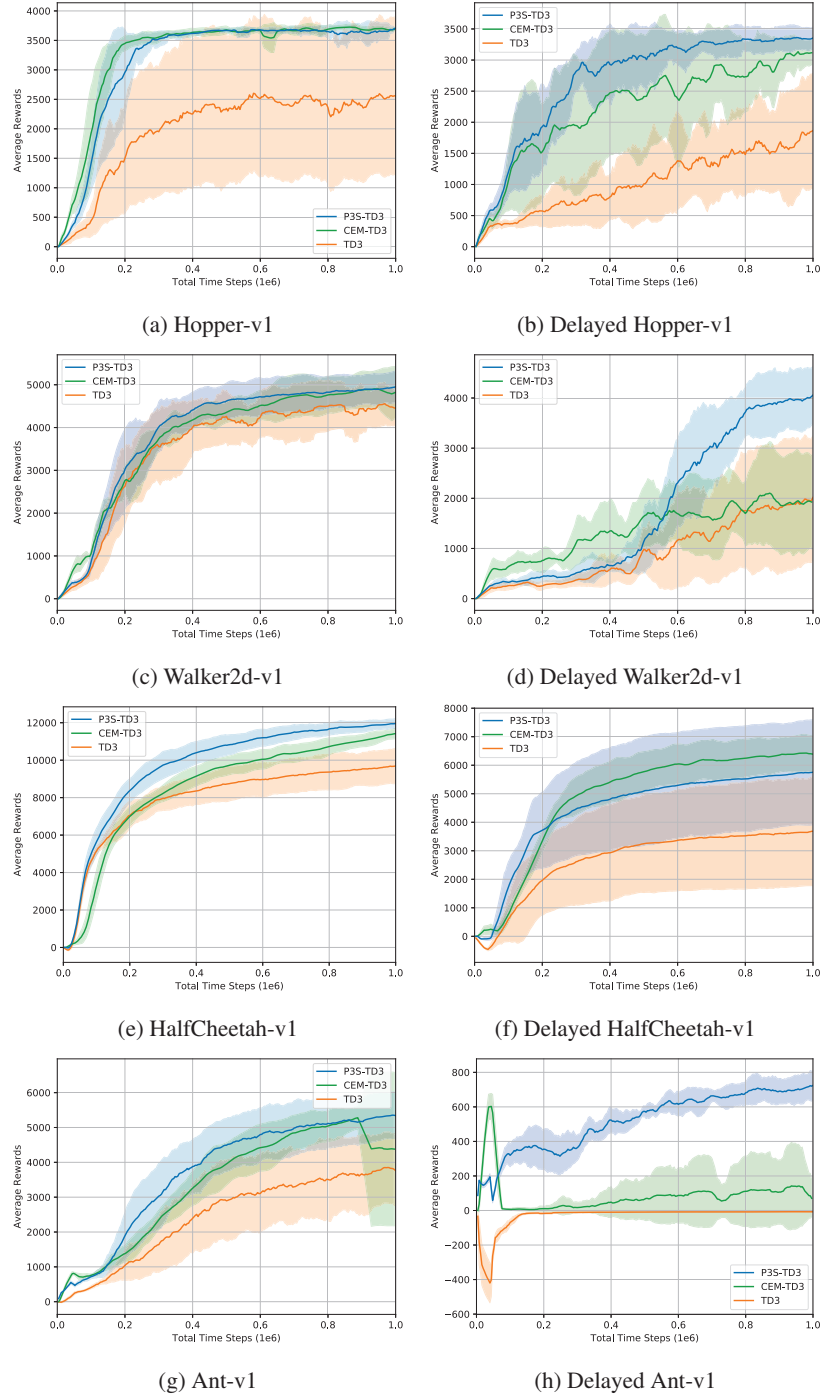 4000
3500
3000
2500
2000
1500
1000
500
0
Average Rewards
P3S-TD3
CEM-TD3
TD3
0.0 0.2 0.4 0.6 0.8 1.0
Total Time Steps (1e6)
(a) Hopper-v1
3500
3000
2500
2000
1500
1000
500
0
Average Rewards
P3S-TD3
CEM-TD3
TD3
0.0 0.2 0.4 0.6 0.8 1.0
Total Time Steps (1e6)
(b) Delayed Hopper-v1
5000
4000
3000
2000
1000
0
Average Rewards
P3S-TD3
CEM-TD3
TD3
0.0 0.2 0.4 0.6 0.8 1.0
Total Time Steps (1e6)
(c) Walker2d-v1
4000
3000
2000
1000
0
Average Rewards
P3S-TD3
CEM-TD3
TD3
0.0 0.2 0.4 0.6 0.8 1.0
Total Time Steps (1e6)
(d) Delayed Walker2d-v1
12000
10000
8000
6000
4000
2000
0
Average Rewards
P3S-TD3
CEM-TD3
TD3
0.0 0.2 0.4 0.6 0.8 1.0
Total Time Steps (1e6)
(e) HalfCheetah-v1
8000
7000
6000
5000
4000
3000
2000
1000
0
Average Rewards
P3S-TD3
CEM-TD3
TD3
0.0 0.2 0.4 0.6 0.8 1.0
Total Time Steps (1e6)
(f) Delayed HalfCheetah-v1
6000
5000
4000
3000
2000
1000
0
Average Rewards
P3S-TD3
CEM-TD3
TD3
0.0 0.2 0.4 0.6 0.8 1.0
Total Time Steps (1e6)
(g) Ant-v1
800
600
400
200
0
−200
−400
−600
Average Rewards
P3S-TD3
CEM-TD3
TD3
0.0 0.2 0.4 0.6 0.8 1.0
Total Time Steps (1e6)
(h) Delayed Ant-v1